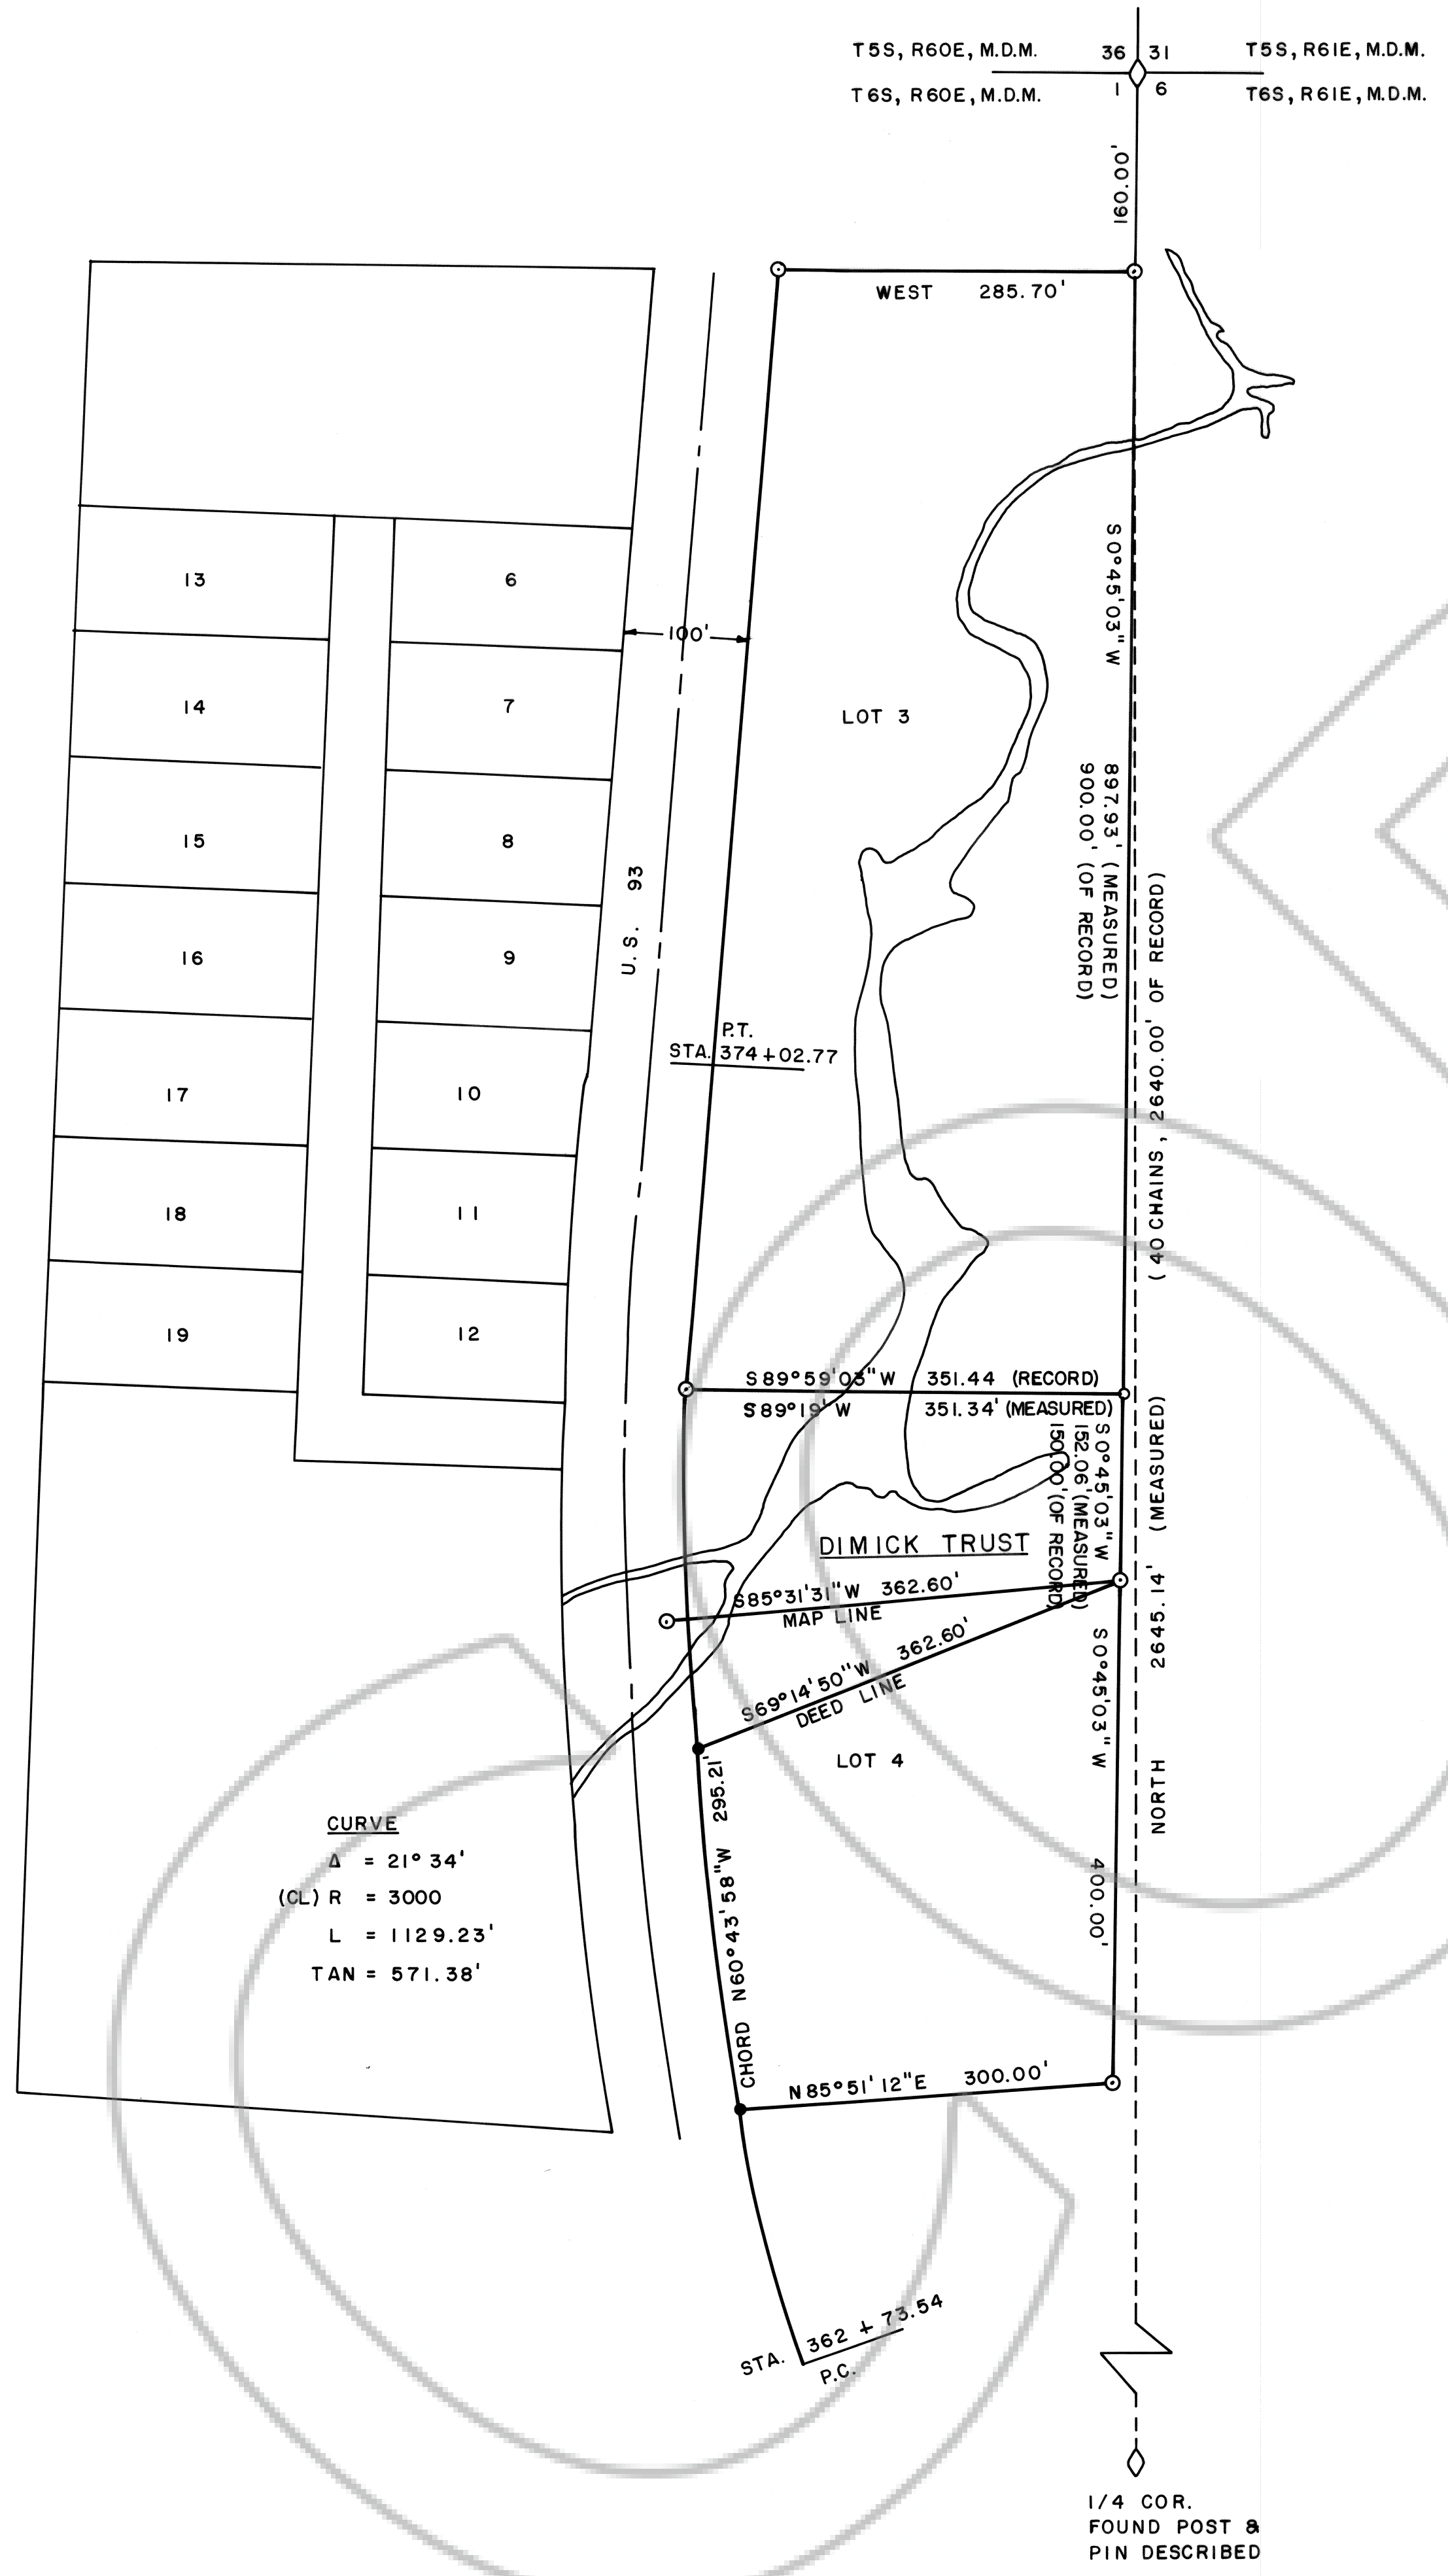 T5S, R60E, M.D.M. 36 31 T5S, R61E, M.D.M.
T6S, R60E, M.D.M. 1 6 T6S, R61E, M.D.M.
160.00'
WEST 285.70'
S0°45'03"W
13
6
100'
14
7
LOT 3
897.93' (MEASURED)
900.00' (OF RECORD)
15
8
U.S. 93
(40 CHAINS, 2640.00' OF RECORD)
16
9
P.T.
STA. 374+02.77
17
10
18
11
19
12
S89°59'03"W 351.44 (RECORD)
S89°19'W 351.34' (MEASURED)
S0°45'03"W
152.06' (MEASURED)
150.00' (OF RECORD)
NORTH 2645.14' (MEASURED)
DIMICK TRUST
S85°31'31"W 362.60'
MAP LINE
S69°14'50"W 362.60'
DEED LINE
S0°45'03"W 400.00'
LOT 4
CHORD N60°43'58"W 295.21'
CURVE
Δ = 21°34'
(CL) R = 3000
L = 1129.23'
TAN = 571.38'
N85°51'12"E 300.00'
STA. 362 + 73.54
P.C.
1/4 COR.
FOUND POST &
PIN DESCRIBED